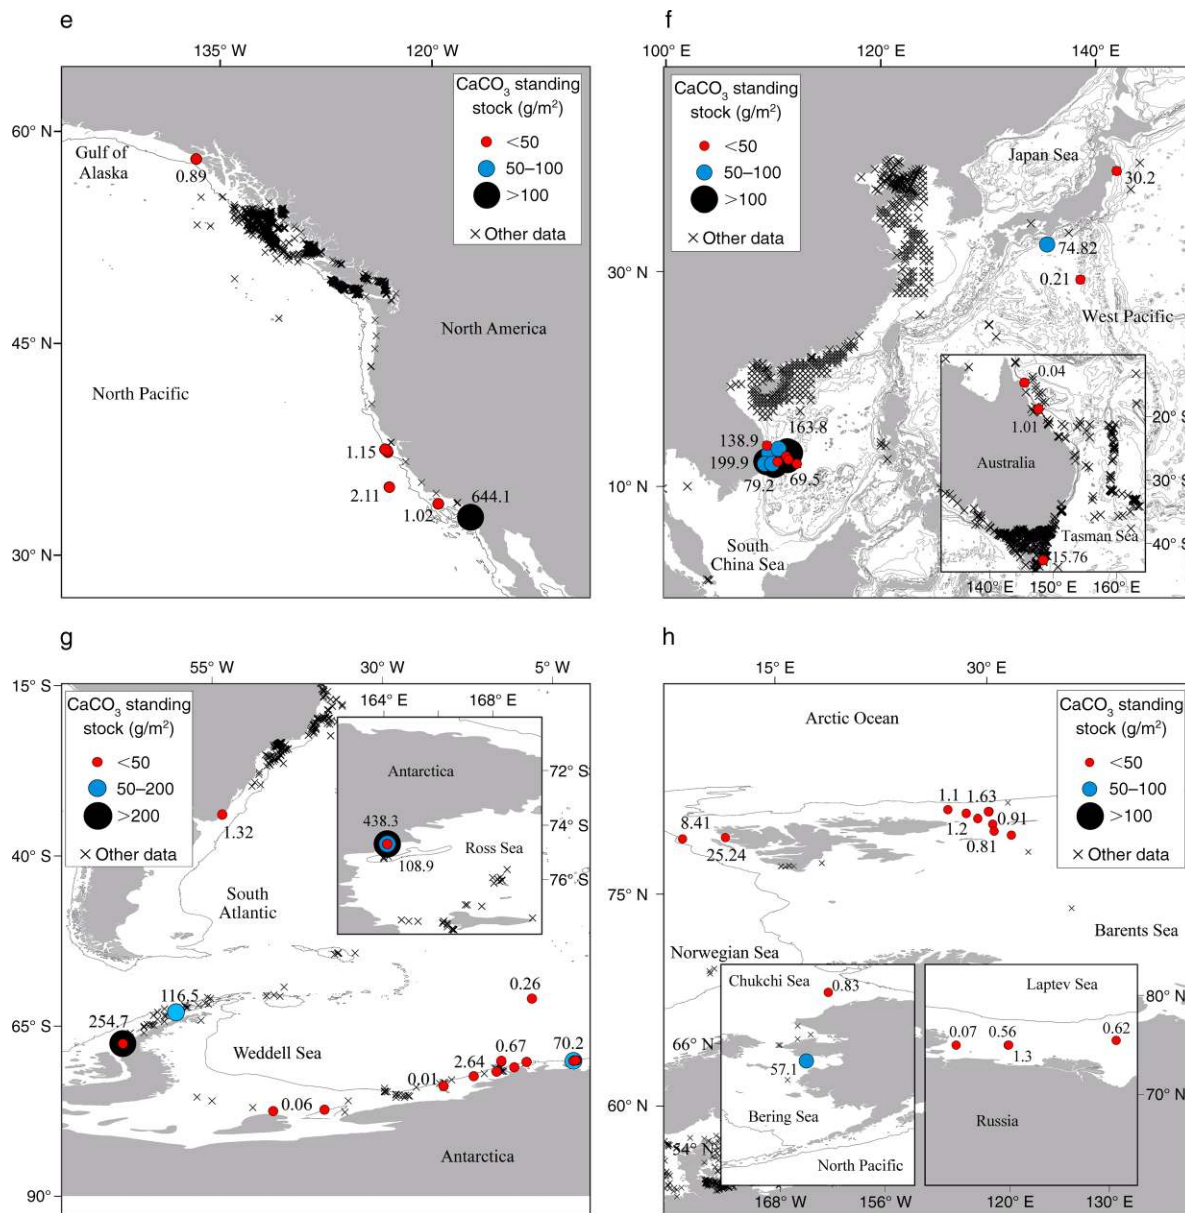 e
135° W
120° W
60° N
45° N
30° N
CaCO3 standing
stock (g/m²)
<50
50–100
>100
× Other data
Gulf of
Alaska
0.89
North America
North Pacific
1.15
2.11
1.02
644.1
f
100° E
120° E
140° E
CaCO3 standing
stock (g/m²)
<50
50–100
>100
× Other data
Japan Sea
30.2
74.82
0.21
30° N
West Pacific
10° N
138.9
163.8
199.9
79.2
69.5
South
China Sea
0.04
1.01
Australia
Tasman Sea
15.76
20° S
30° S
40° S
140° E
150° E
160° E
g
55° W
30° W
5° W
15° S
40° S
65° S
90° S
CaCO3 standing
stock (g/m²)
<50
50–200
>200
× Other data
1.32
South
Atlantic
164° E
168° E
Antarctica
72° S
74° S
76° S
438.3
108.9
Ross Sea
116.5
254.7
0.26
Weddell Sea
0.67
2.64
70.2
0.01
0.06
Antarctica
h
15° E
30° E
Arctic Ocean
CaCO3 standing
stock (g/m²)
<50
50–100
>100
× Other data
1.1
1.63
8.41
1.2
0.91
25.24
0.81
75° N
60° N
Norwegian Sea
Barents Sea
Chukchi Sea
0.83
66° N
57.1
Bering Sea
54° N
North Pacific
168° W
156° W
Laptev Sea
80° N
0.07
0.56
0.62
1.3
70° N
Russia
120° E
130° E